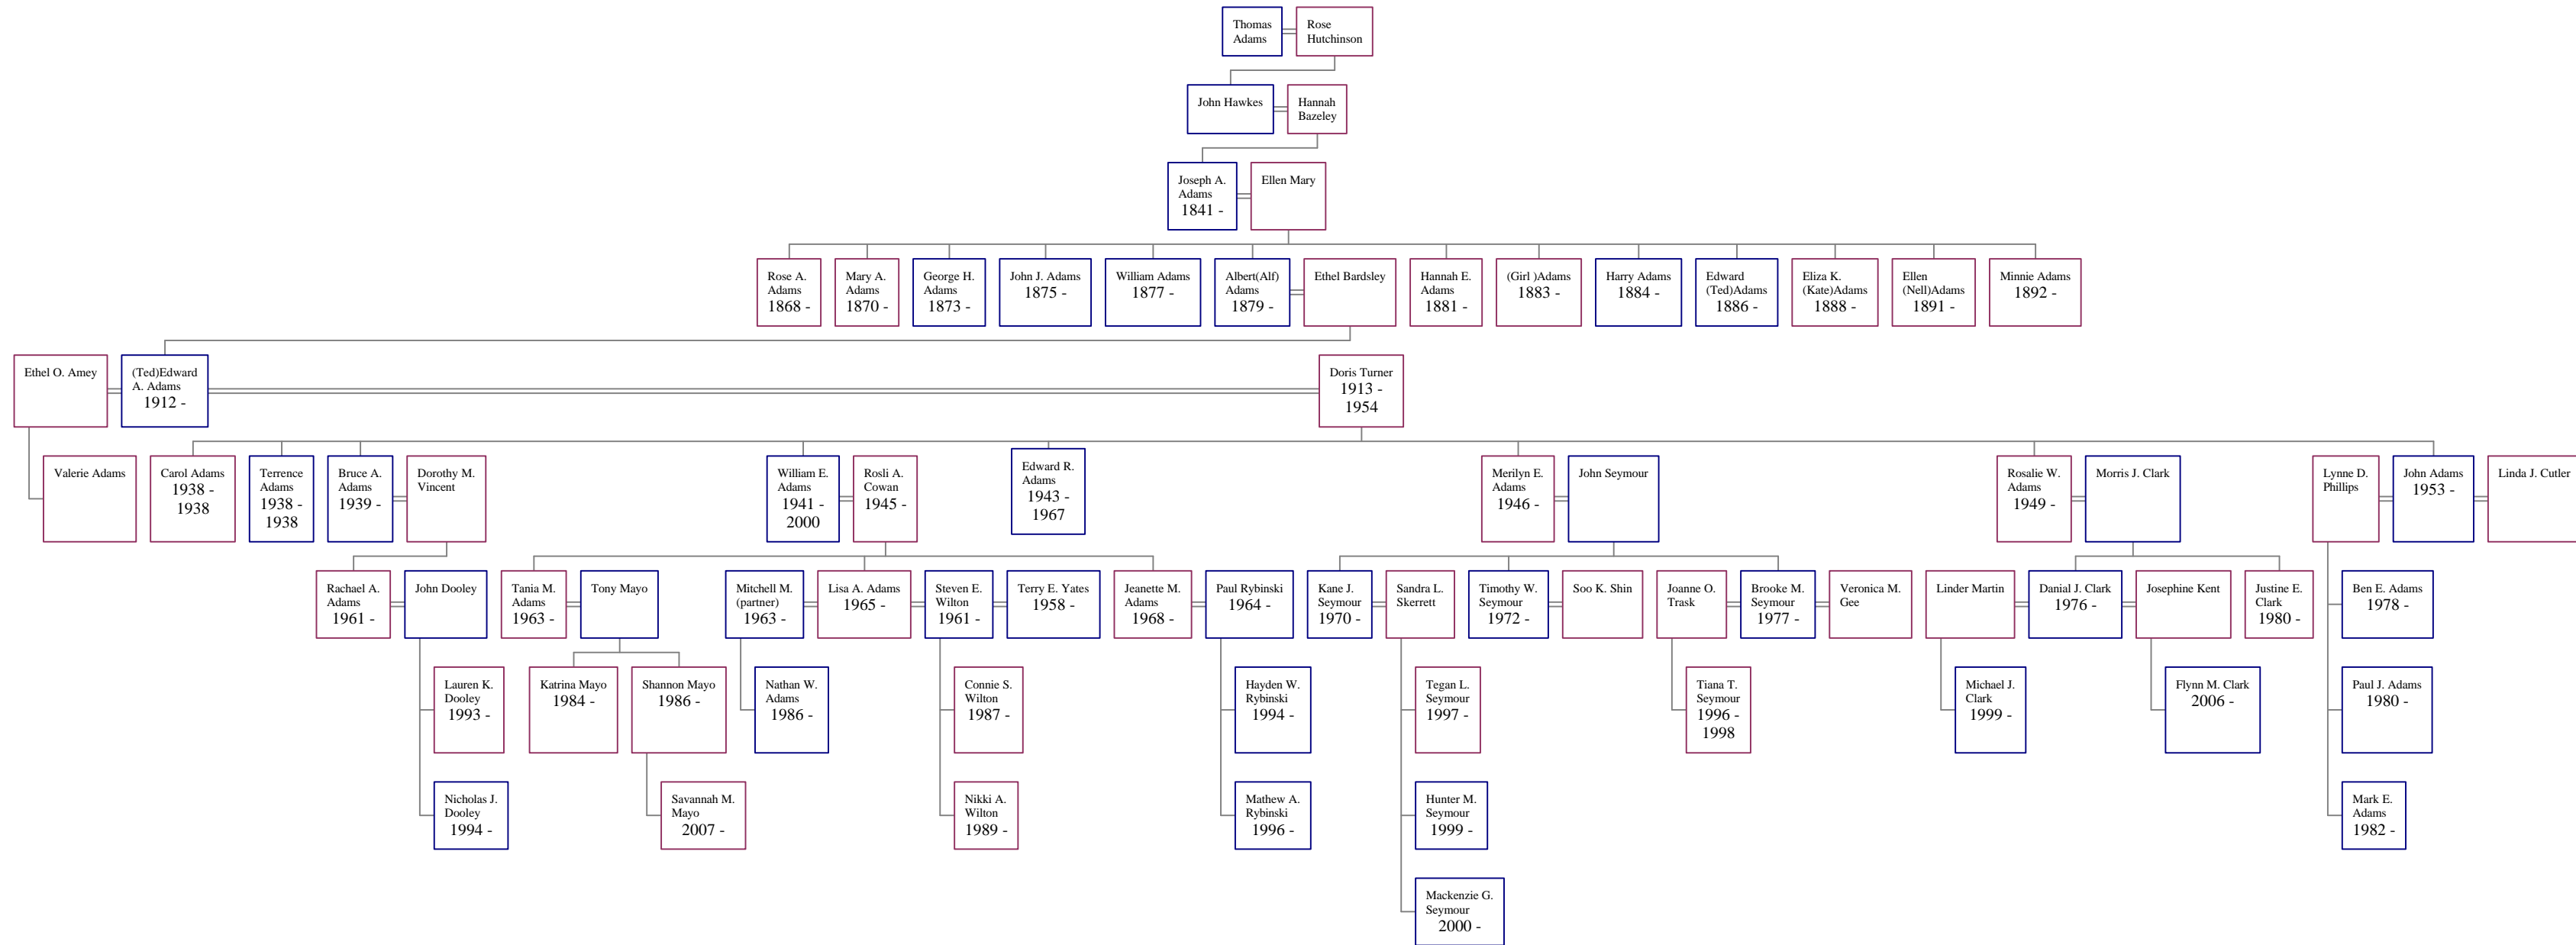 Thomas
Adams
Rose
Hutchinson
John Hawkes
Hannah
Bazeley
Joseph A.
Adams
1841 -
Ellen Mary
Rose A.
Adams
1868 -
Mary A.
Adams
1870 -
George H.
Adams
1873 -
John J. Adams
1875 -
William Adams
1877 -
Albert(Alf)
Adams
1879 -
Ethel Bardsley
Hannah E.
Adams
1881 -
(Girl )Adams
1883 -
Harry Adams
1884 -
Edward
(Ted)Adams
1886 -
Eliza K.
(Kate)Adams
1888 -
Ellen
(Nell)Adams
1891 -
Minnie Adams
1892 -
Ethel O. Amey
(Ted)Edward
A. Adams
1912 -
Doris Turner
1913 -
1954
Valerie Adams
Carol Adams
1938 -
1938
Terrence
Adams
1938 -
1938
Bruce A.
Adams
1939 -
Dorothy M.
Vincent
William E.
Adams
1941 -
2000
Rosli A.
Cowan
1945 -
Edward R.
Adams
1943 -
1967
Merilyn E.
Adams
1946 -
John Seymour
Rosalie W.
Adams
1949 -
Morris J. Clark
Lynne D.
Phillips
John Adams
1953 -
Linda J. Cutler
Rachael A.
Adams
1961 -
John Dooley
Tania M.
Adams
1963 -
Tony Mayo
Mitchell M.
(partner)
1963 -
Lisa A. Adams
1965 -
Steven E.
Wilton
1961 -
Terry E. Yates
1958 -
Jeanette M.
Adams
1968 -
Paul Rybinski
1964 -
Kane J.
Seymour
1970 -
Sandra L.
Skerrett
Timothy W.
Seymour
1972 -
Soo K. Shin
Joanne O.
Trask
Brooke M.
Seymour
1977 -
Veronica M.
Gee
Linder Martin
Danial J. Clark
1976 -
Josephine Kent
Justine E.
Clark
1980 -
Ben E. Adams
1978 -
Lauren K.
Dooley
1993 -
Katrina Mayo
1984 -
Shannon Mayo
1986 -
Nathan W.
Adams
1986 -
Connie S.
Wilton
1987 -
Hayden W.
Rybinski
1994 -
Tegan L.
Seymour
1997 -
Tiana T.
Seymour
1996 -
1998
Michael J.
Clark
1999 -
Flynn M. Clark
2006 -
Paul J. Adams
1980 -
Nicholas J.
Dooley
1994 -
Savannah M.
Mayo
2007 -
Nikki A.
Wilton
1989 -
Mathew A.
Rybinski
1996 -
Hunter M.
Seymour
1999 -
Mark E.
Adams
1982 -
Mackenzie G.
Seymour
2000 -